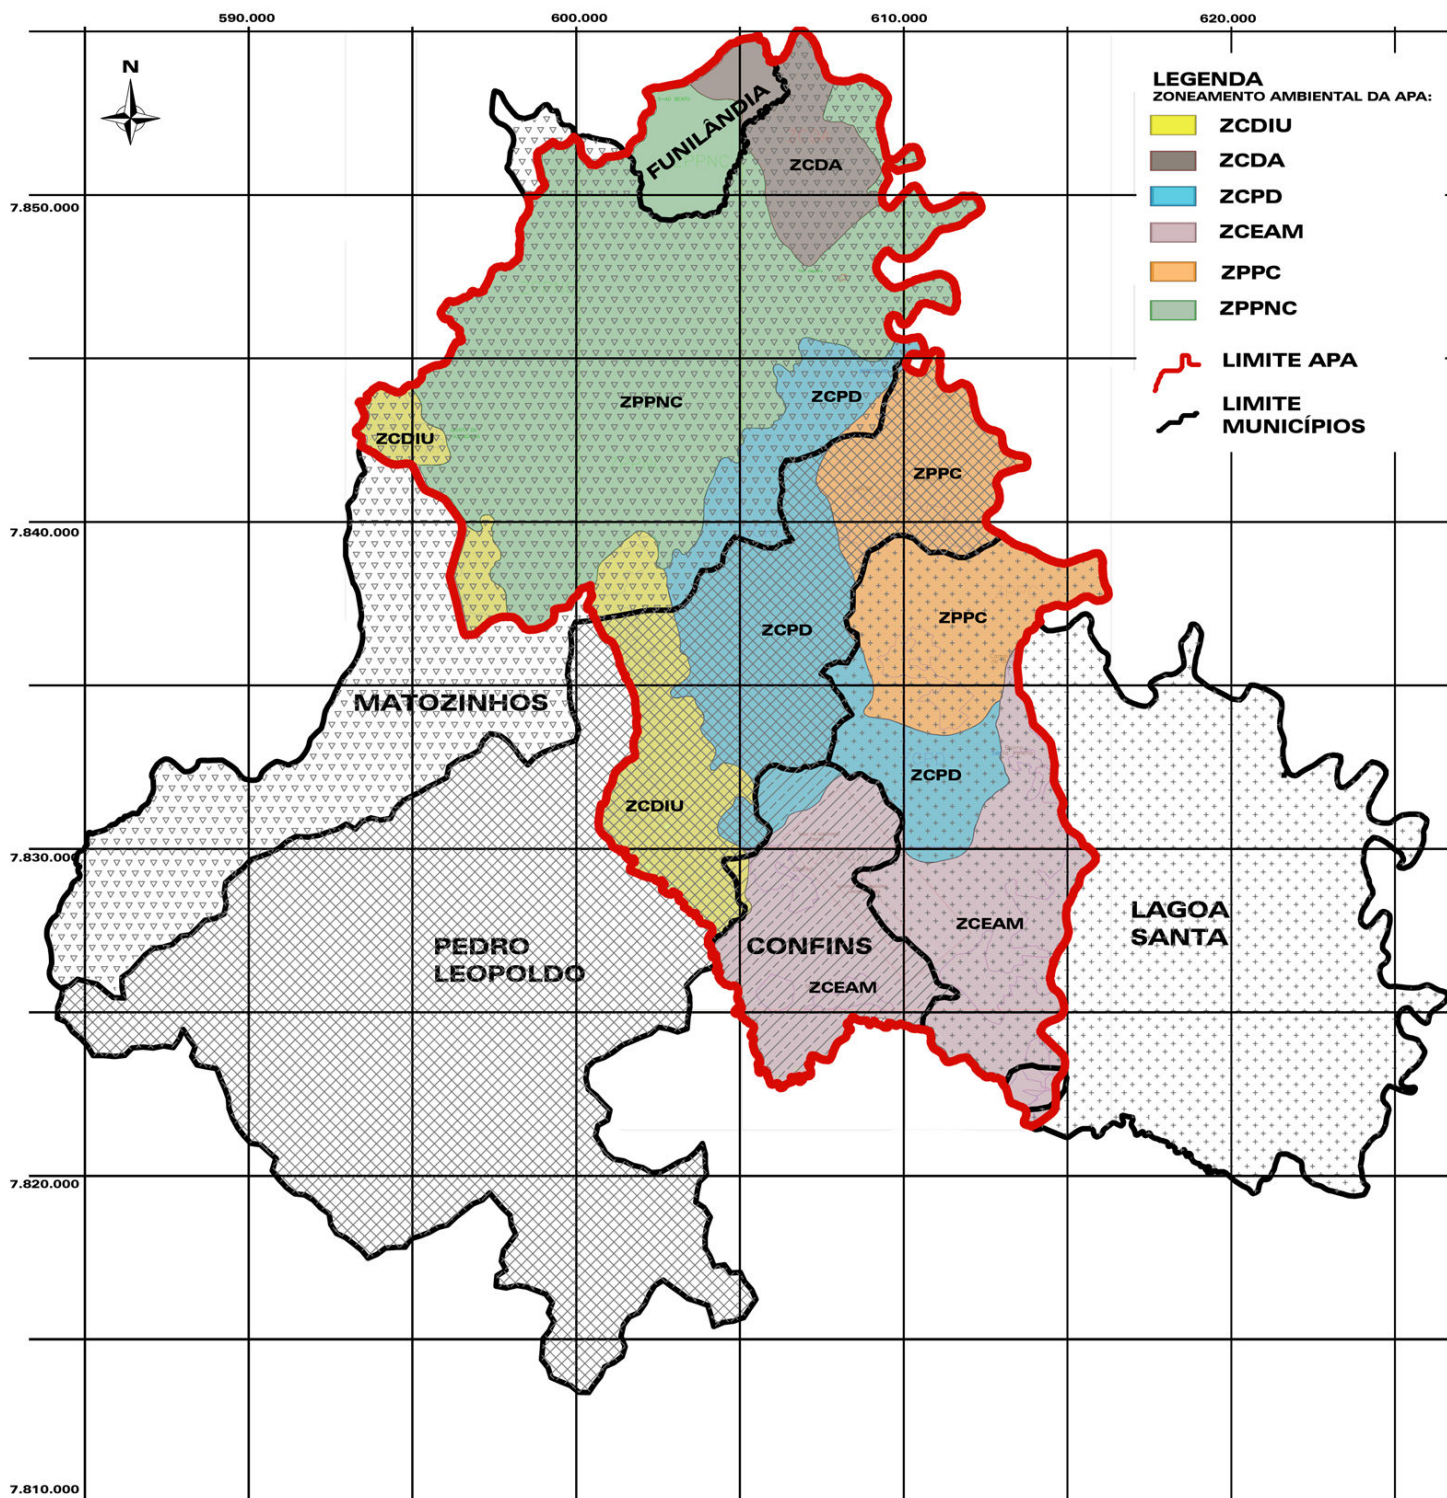 590.000
600.000
610.000
620.000
N
LEGENDA
ZONEAMENTO AMBIENTAL DA APA:
ZCDIU
ZCDA
ZCPD
ZCEAM
ZPPC
ZPPNC
LIMITE APA
LIMITE
MUNICÍPIOS
FUNILÂNDIA
ZCDA
7.850.000
ZPPNC
ZCPD
ZCDIU
ZPPC
7.840.000
ZPPC
ZCPD
MATOZINHOS
ZCPD
ZCDIU
7.830.000
LAGOA
SANTA
ZCEAM
PEDRO
LEOPOLDO
CONFINS
ZCEAM
7.820.000
7.810.000